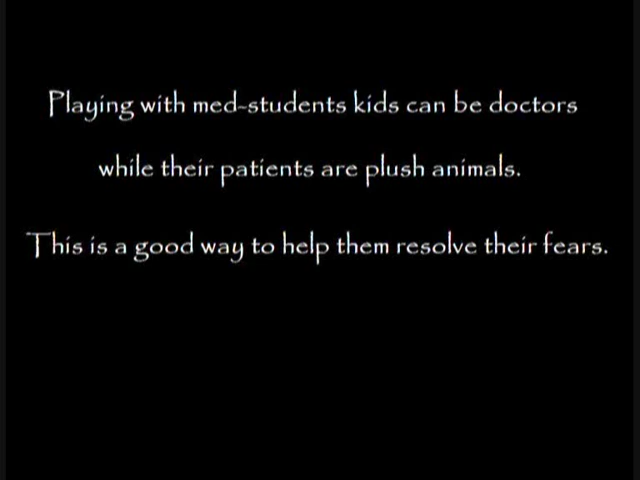 Playing with med-students kids can be doctors
while their patients are plush animals.
This is a good way to help them resolve their fears.